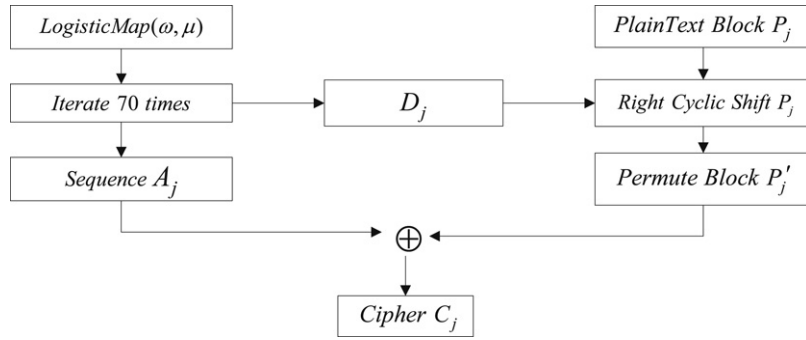 LogisticMap(ω, μ)
PlainText Block P_j
Iterate 70 times
D_j
Right Cyclic Shift P_j
Sequence A_j
Permute Block P_j′
⊕
Cipher C_j